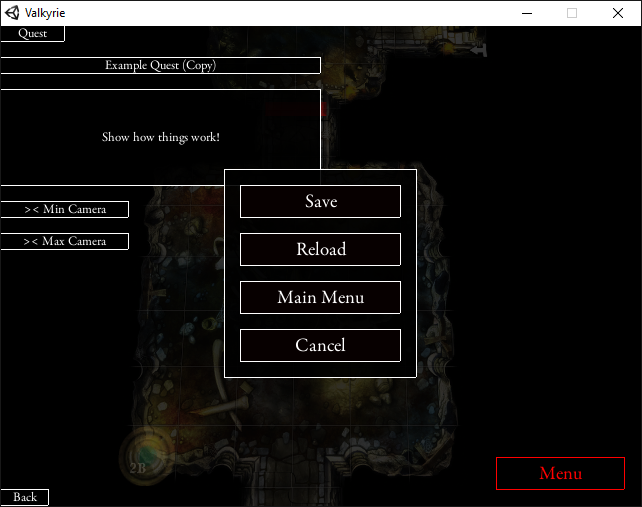 Valkyrie
Quest
Example Quest (Copy)
Show how things work!
>< Min Camera
>< Max Camera
Save
Reload
Main Menu
Cancel
2B
Menu
Back